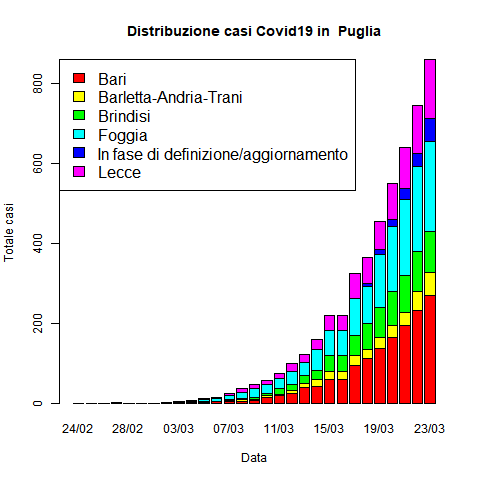 Distribuzione casi Covid19 in  Puglia
Bari
Barletta-Andria-Trani
Brindisi
Foggia
In fase di definizione/aggiornamento
Lecce
Totale casi
800
600
400
200
0
24/02 28/02 03/03 07/03 11/03 15/03 19/03 23/03
Data